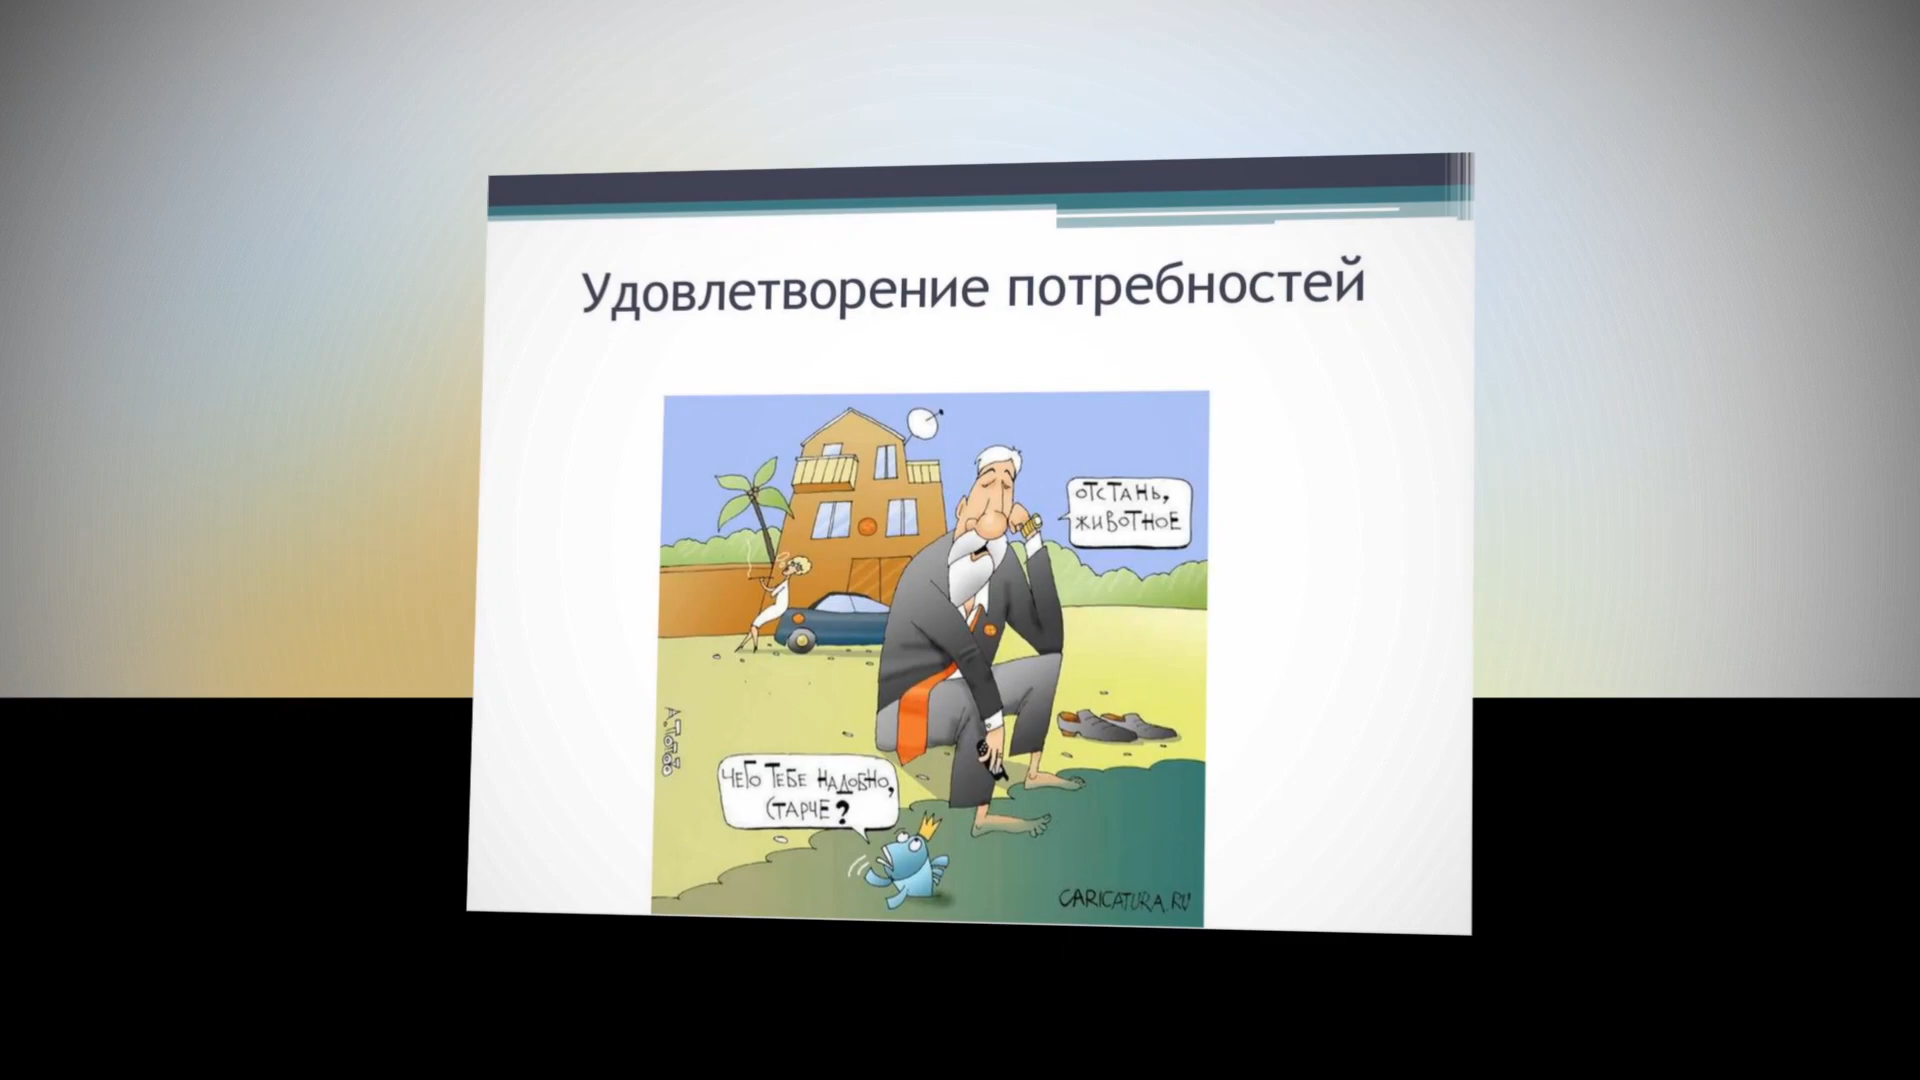 Удовлетворение потребностей
ОТСТАНЬ,
ЖИВОТНОЕ
ЧЕГО ТЕБЕ НАДОБНО,
СТАРЧЕ?
CARICATURA.RU